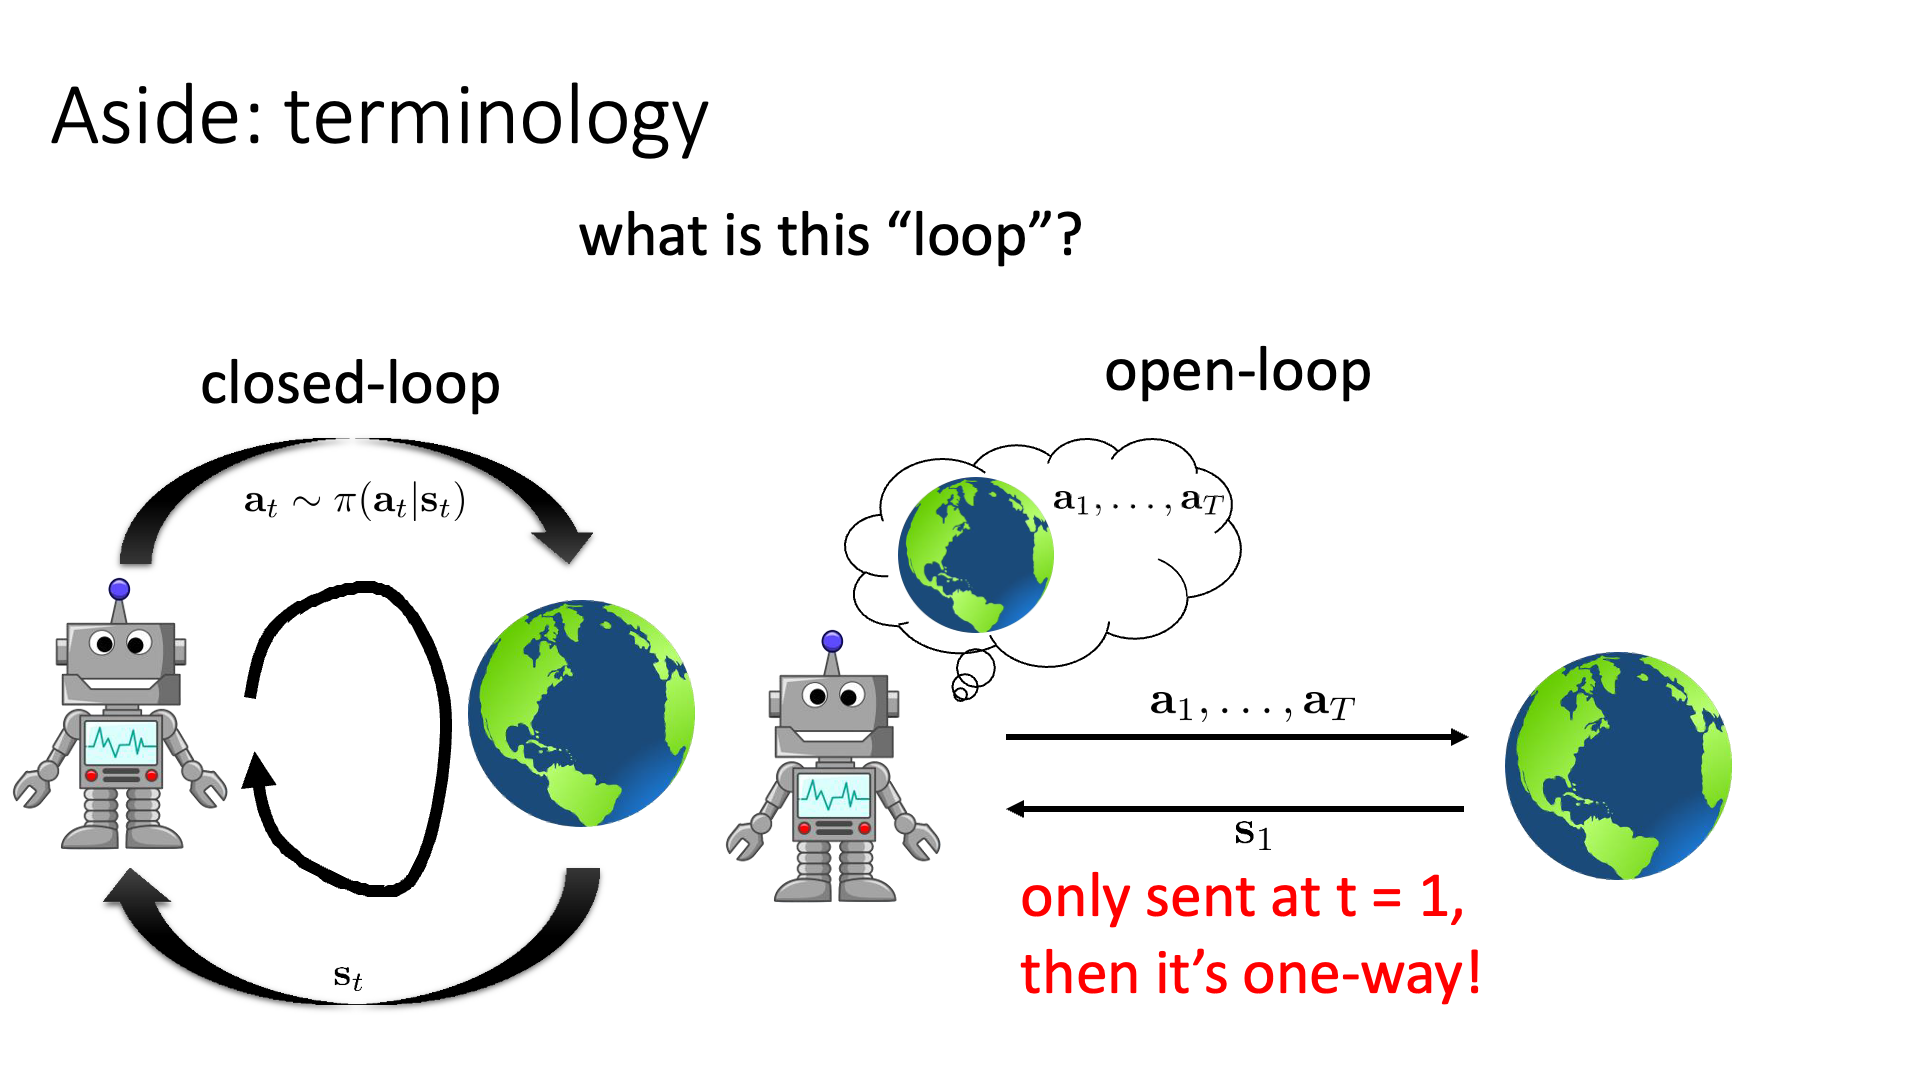 Aside: terminology
what is this “loop”?
closed-loop
$\mathbf{a}_t \sim \pi(\mathbf{a}_t|\mathbf{s}_t)$
$\mathbf{s}_t$
open-loop
$\mathbf{a}_1, \ldots, \mathbf{a}_T$
$\mathbf{a}_1, \ldots, \mathbf{a}_T$
$\mathbf{s}_1$
only sent at t = 1,
then it’s one-way!